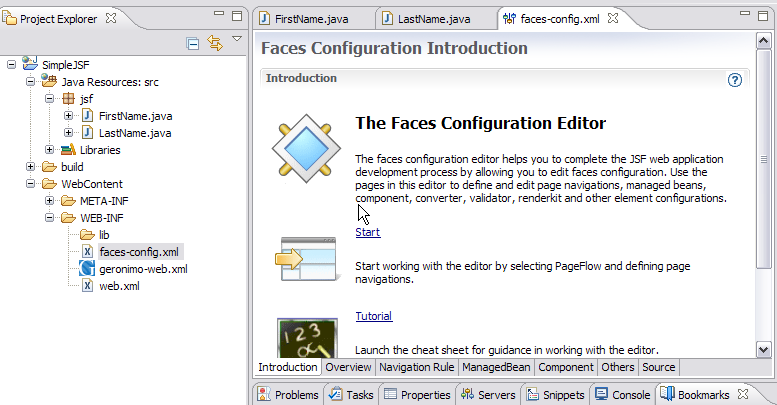 Project Explorer
SimpleJSF
Java Resources: src
jsf
FirstName.java
LastName.java
Libraries
build
WebContent
META-INF
WEB-INF
lib
faces-config.xml
geronimo-web.xml
web.xml
FirstName.java LastName.java faces-config.xml
Faces Configuration Introduction
Introduction
The Faces Configuration Editor
The faces configuration editor helps you to complete the JSF web application
development process by allowing you to edit faces configuration. Use the
pages in this editor to define and edit page navigations, managed beans,
component, converter, validator, renderkit and other element configurations.
Start
Start working with the editor by selecting PageFlow and defining page
navigations.
1 2 3
Tutorial
Launch the cheat sheet for guidance in working with the editor.
Introduction Overview Navigation Rule ManagedBean Component Others Source
Problems Tasks Properties Servers Snippets Console Bookmarks